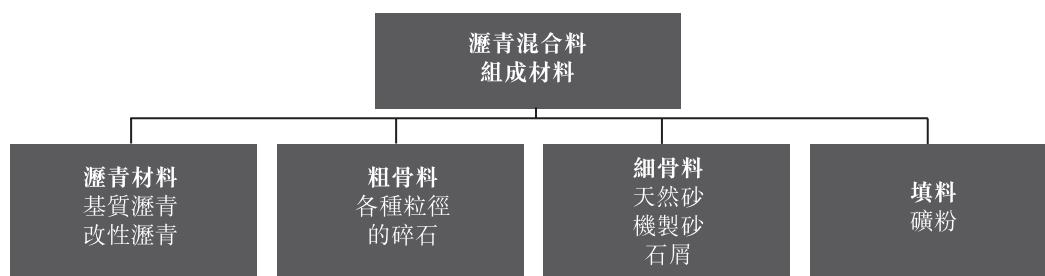 瀝青混合料
組成材料
瀝青材料
基質瀝青
改性瀝青
粗骨料
各種粒徑
的碎石
細骨料
天然砂
機製砂
石屑
填料
礦粉